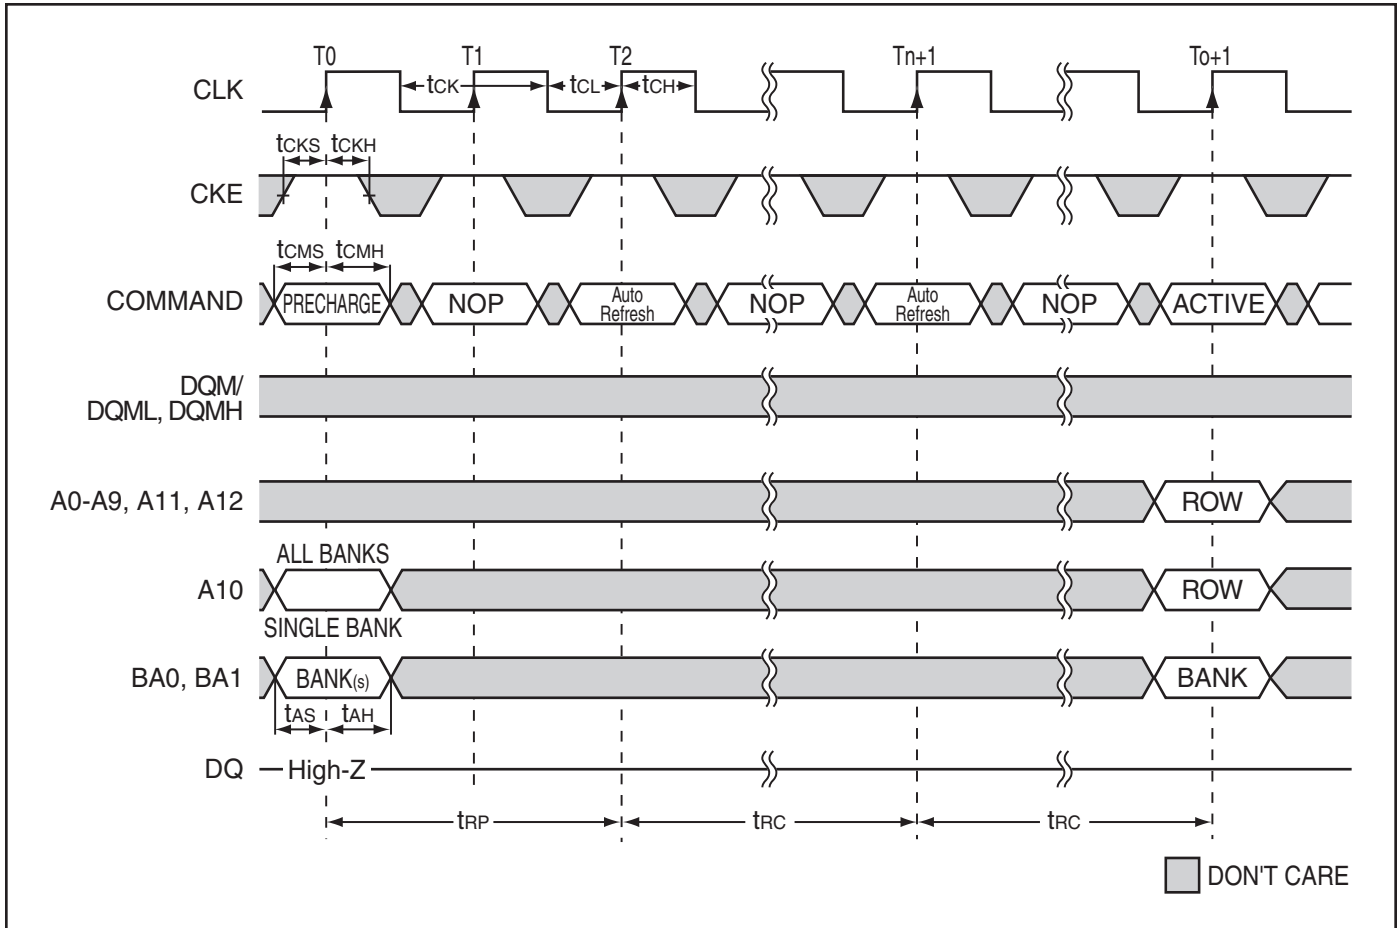 T0 T1 T2 Tn+1 To+1
CLK tCK tCL tCH
tCKS tCKH
CKE
tCMS tCMH
COMMAND PRECHARGE NOP Auto Refresh NOP Auto Refresh NOP ACTIVE
DQM/
DQML, DQMH
A0-A9, A11, A12 ROW
ALL BANKS
A10 ROW
SINGLE BANK
BA0, BA1 BANK(s) BANK
tAS tAH
DQ High-Z
tRP tRC tRC
DON'T CARE